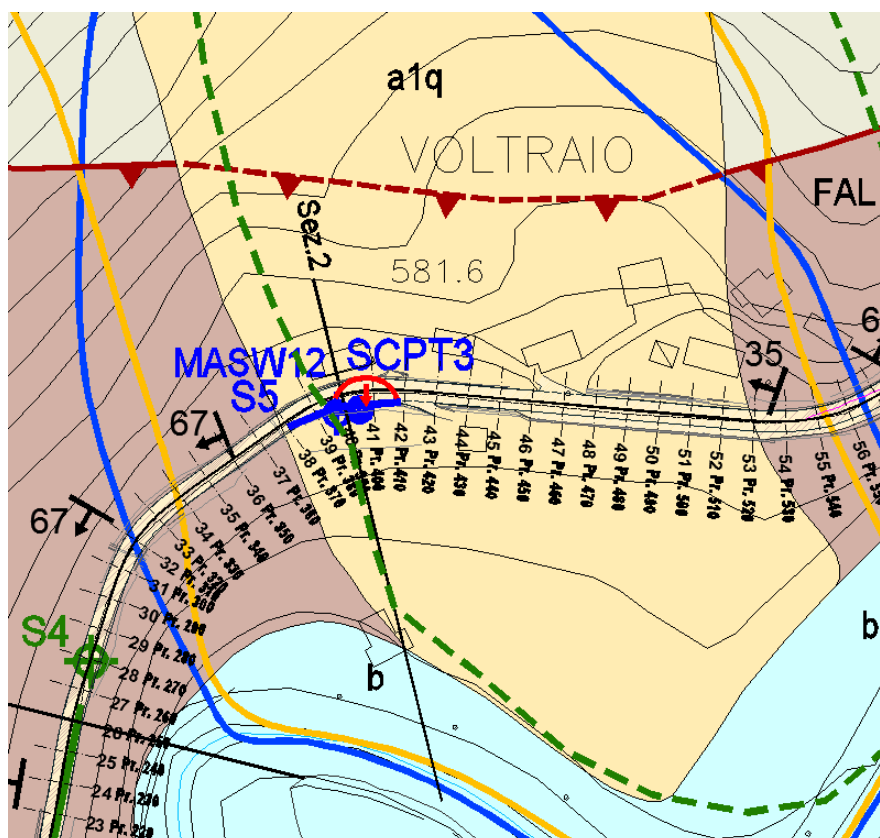 a1q
VOLTRAIO
FAL
Sez.2
581.6
6
MASW12
SCPT3
S5
35
67
67
S4
b
b
56
55 Pr. 540
54 Pr. 530
53 Pr. 520
52 Pr. 510
51 Pr. 500
50 Pr. 490
49 Pr. 480
48 Pr. 470
47 Pr. 460
46 Pr. 450
45 Pr. 440
44 Pr. 430
43 Pr. 420
42 Pr. 410
41 Pr. 400
39 Pr.
38 Pr. 370
37 Pr. 360
36 Pr. 350
35 Pr. 340
34 Pr. 330
33 Pr. 320
32 Pr. 310
31 Pr. 300
30 Pr. 290
29 Pr. 280
28 Pr. 270
27 Pr. 260
26 Pr. 250
25 Pr. 240
24 Pr. 230
23 Pr. 220